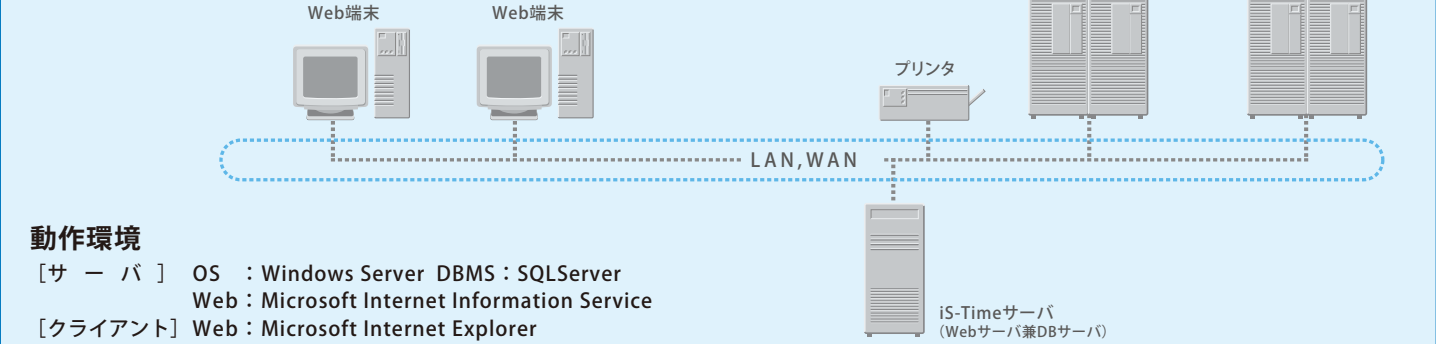 Web端末
Web端末
プリンタ
LAN,WAN
動作環境
［サーバ］ OS ：Windows Server DBMS：SQLServer
Web：Microsoft Internet Information Service
［クライアント］ Web：Microsoft Internet Explorer
iS-Timeサーバ
（Webサーバ兼DBサーバ）